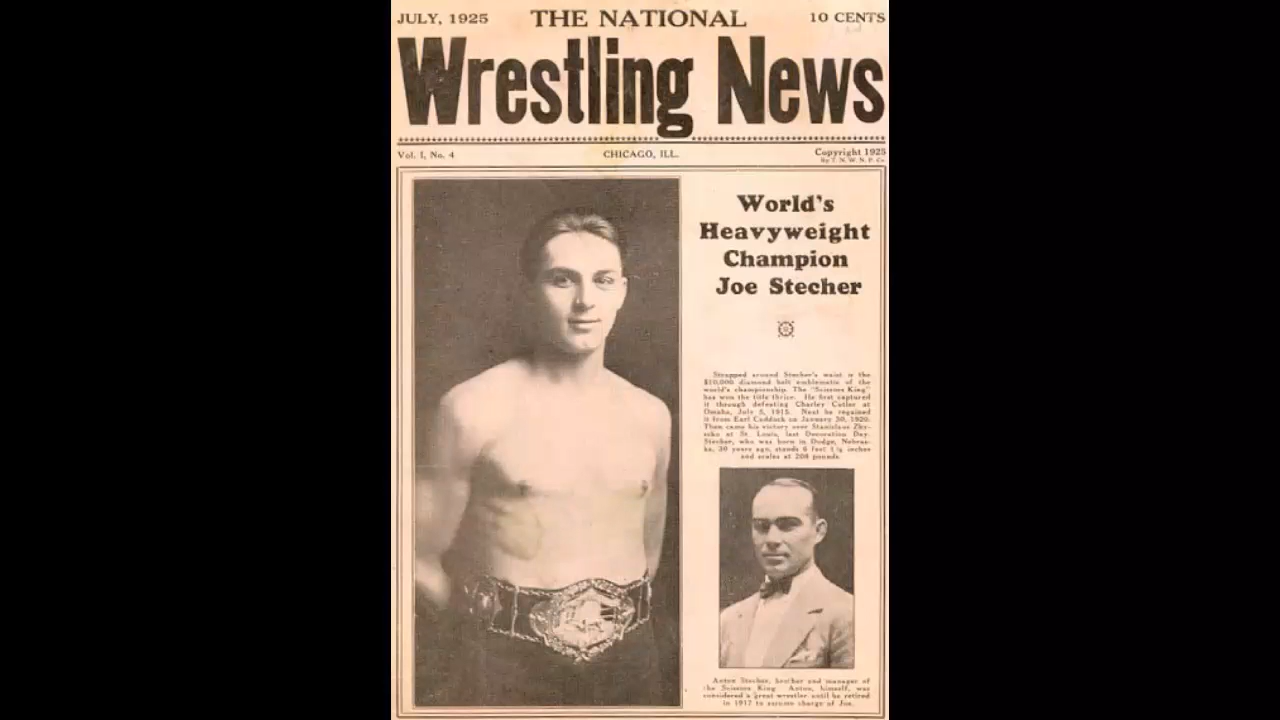 JULY, 1925
THE NATIONAL
10 CENTS
Wrestling News
Vol. I, No. 4
CHICAGO, ILL.
Copyright 1925
By T. N. W. N. P. Co.
World's
Heavyweight
Champion
Joe Stecher
Strapped around Stecher's waist is the
$10,000 diamond belt emblematic of the
world's championship. The "Scissors King"
has won the title thrice. He first captured
it through defeating Charley Cutler at
Omaha, July 5, 1915. Next he regained
it from Earl Caddock on January 30, 1920.
Then came his victory over Stanislaus Zby-
szko at St. Louis, last Decoration Day.
Stecher, who was born in Dodge, Nebras-
ka, 30 years ago, stands 6 feet 1½ inches
and scales at 208 pounds.
Anton Stecher, brother and manager of
the Scissors King. Anton, himself, was
considered a great wrestler until he retired
in 1917 to assume charge of Joe.